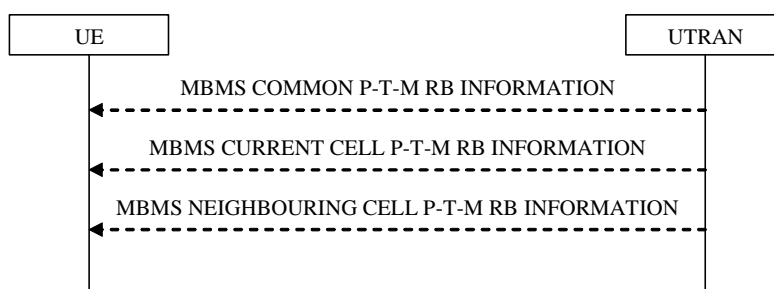 UE
UTRAN
MBMS COMMON P-T-M RB INFORMATION
MBMS CURRENT CELL P-T-M RB INFORMATION
MBMS NEIGHBOURING CELL P-T-M RB INFORMATION